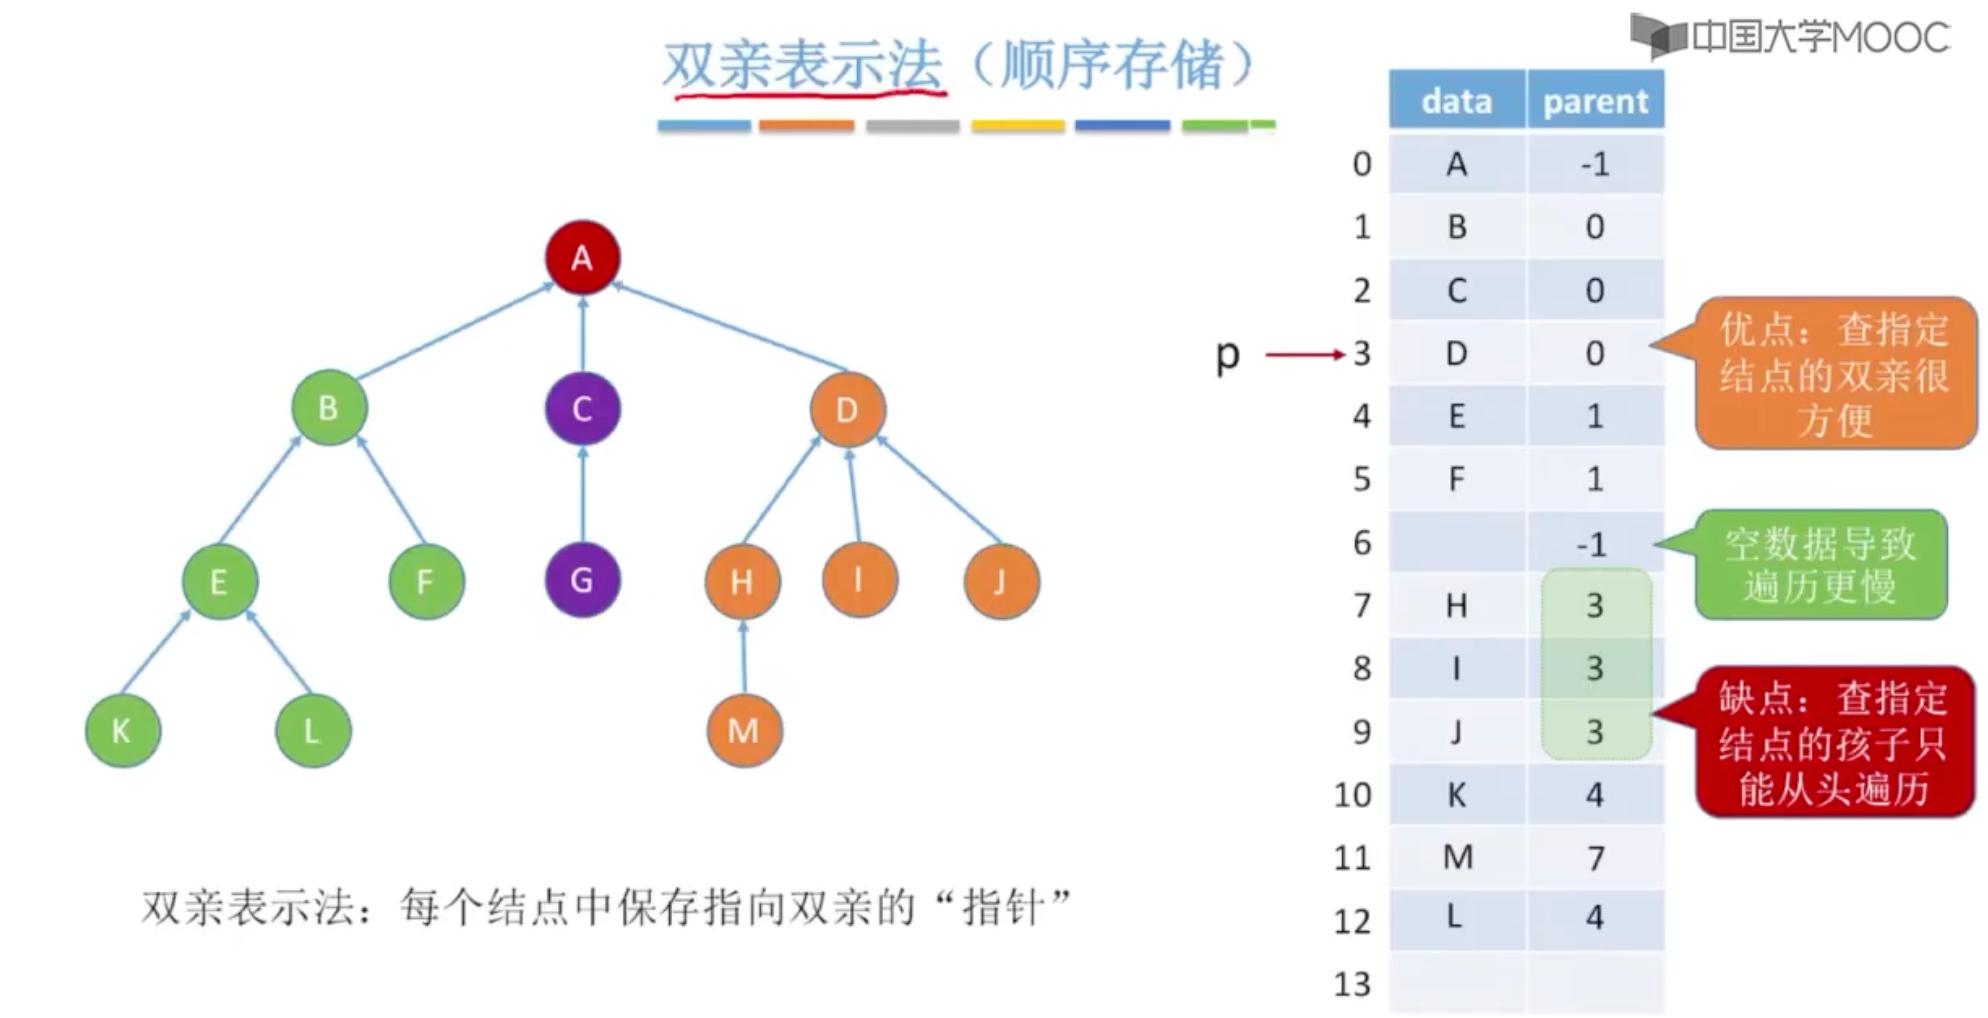 中国大学MOOC
双亲表示法（顺序存储）
data parent
0 A -1
1 B 0
2 C 0
p 3 D 0
4 E 1
5 F 1
6 -1
7 H 3
8 I 3
9 J 3
10 K 4
11 M 7
12 L 4
13
优点：查指定
结点的双亲很
方便
空数据导致
遍历更慢
缺点：查指定
结点的孩子只
能从头遍历
A
B C D
E F G H I J
K L M
双亲表示法：每个结点中保存指向双亲的“指针”